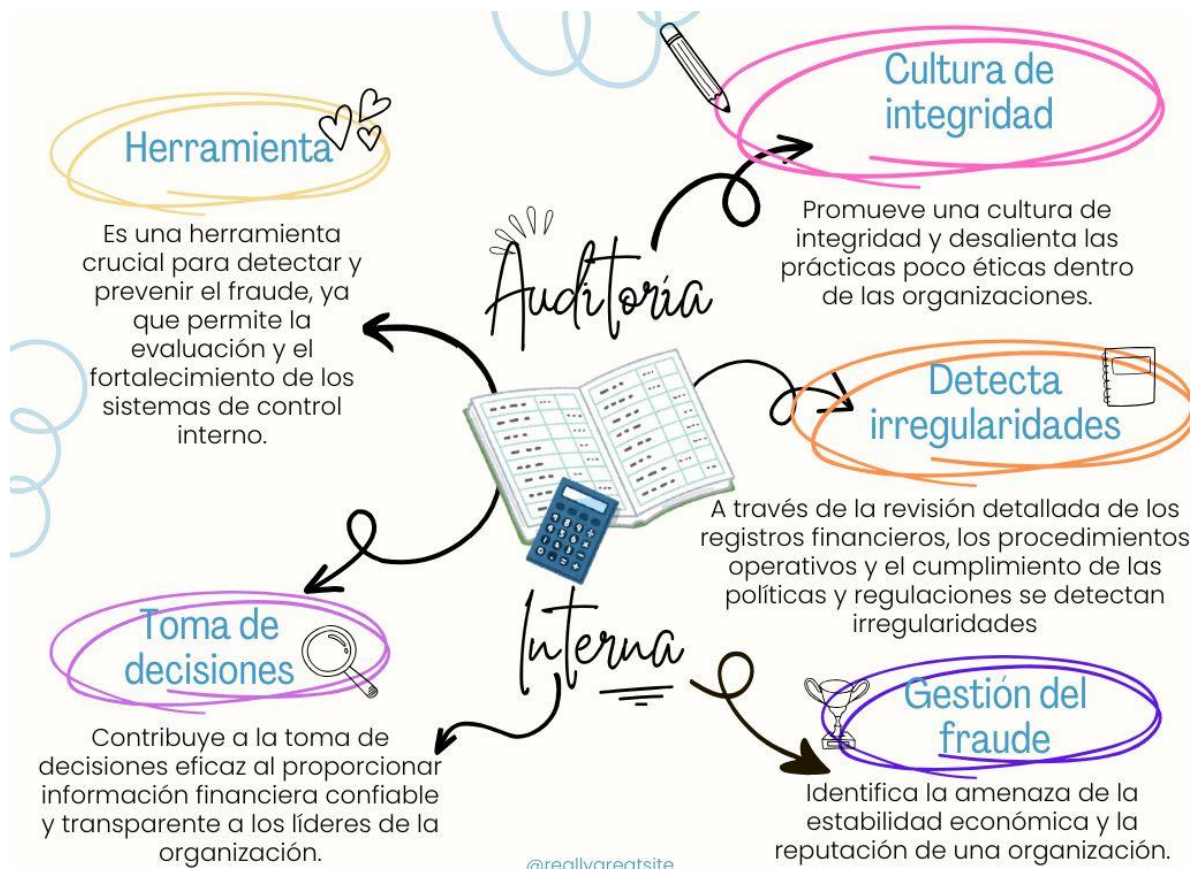 Herramienta
Es una herramienta
crucial para detectar y
prevenir el fraude, ya
que permite la
evaluación y el
fortalecimiento de los
sistemas de control
interno.
Toma de
decisiones
Contribuye a la toma de
decisiones eficaz al proporcionar
información financiera confiable
y transparente a los líderes de la
organización.
Auditoría
Interna
Cultura de
integridad
Promueve una cultura de
integridad y desalienta las
prácticas poco éticas dentro
de las organizaciones.
Detecta
irregularidades
A través de la revisión detallada de los
registros financieros, los procedimientos
operativos y el cumplimiento de las
políticas y regulaciones se detectan
irregularidades
Gestión del
fraude
Identifica la amenaza de la
estabilidad económica y la
reputación de una organización.
@reallygreatsite